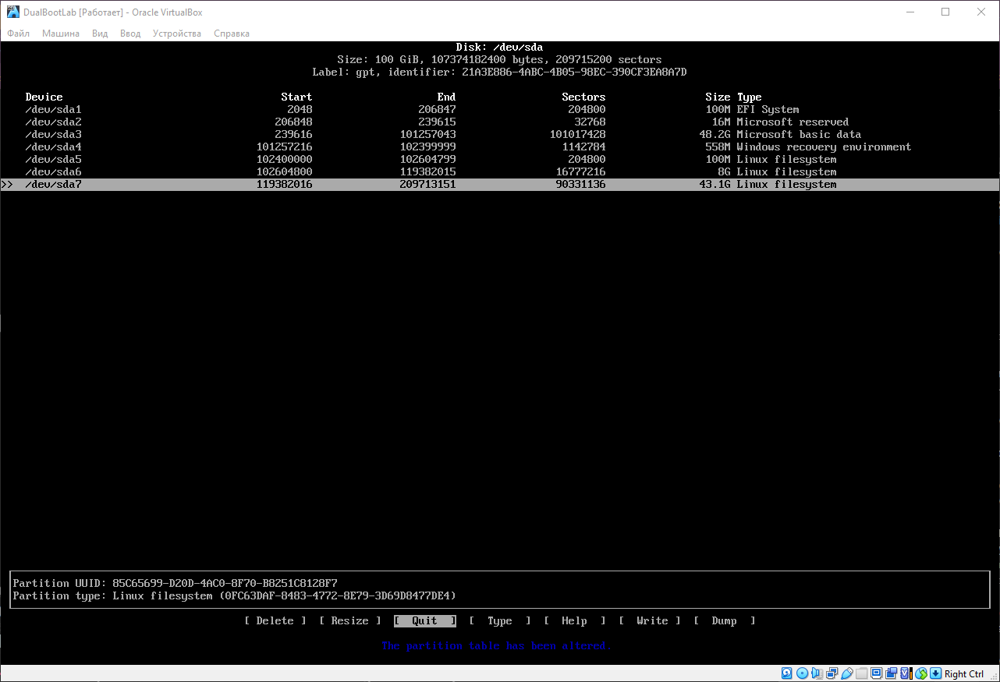 DualBootLab [Работает] - Oracle VirtualBox
Файл Машина Вид Ввод Устройства Справка
Disk: /dev/sda
Size: 100 GiB, 107374182400 bytes, 209715200 sectors
Label: gpt, identifier: 21A3E886-4ABC-4B05-98EC-390CF3EA8A7D
Device Start End Sectors Size Type
/dev/sda1 2048 206847 204800 100M EFI System
/dev/sda2 206848 239615 32768 16M Microsoft reserved
/dev/sda3 239616 101257043 101017428 48.2G Microsoft basic data
/dev/sda4 101257216 102399999 1142784 558M Windows recovery environment
/dev/sda5 102400000 102604799 204800 100M Linux filesystem
/dev/sda6 102604800 119382015 16777216 8G Linux filesystem
>> /dev/sda7 119382016 209713151 90331136 43.1G Linux filesystem
Partition UUID: 85C65699-D20D-4AC0-8F70-B8251C8128F7
Partition type: Linux filesystem (0FC63DAF-8483-4772-8E79-3D69D8477DE4)
[ Delete ] [ Resize ] [ Quit ] [ Type ] [ Help ] [ Write ] [ Dump ]
The partition table has been altered.
Right Ctrl